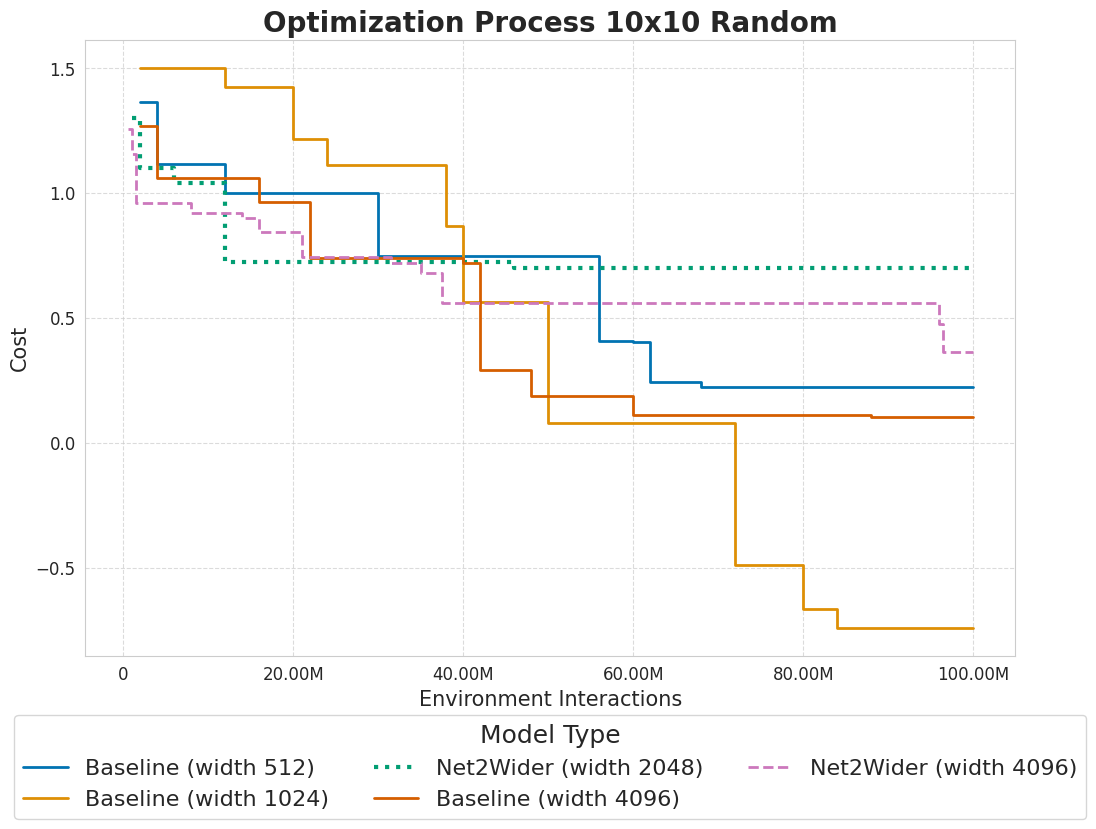 Optimization Process 10x10 Random
1.5
1.0
0.5
0.0
−0.5
Cost
0 20.00M 40.00M 60.00M 80.00M 100.00M
Environment Interactions
Model Type
Baseline (width 512) Net2Wider (width 2048) Net2Wider (width 4096)
Baseline (width 1024) Baseline (width 4096)